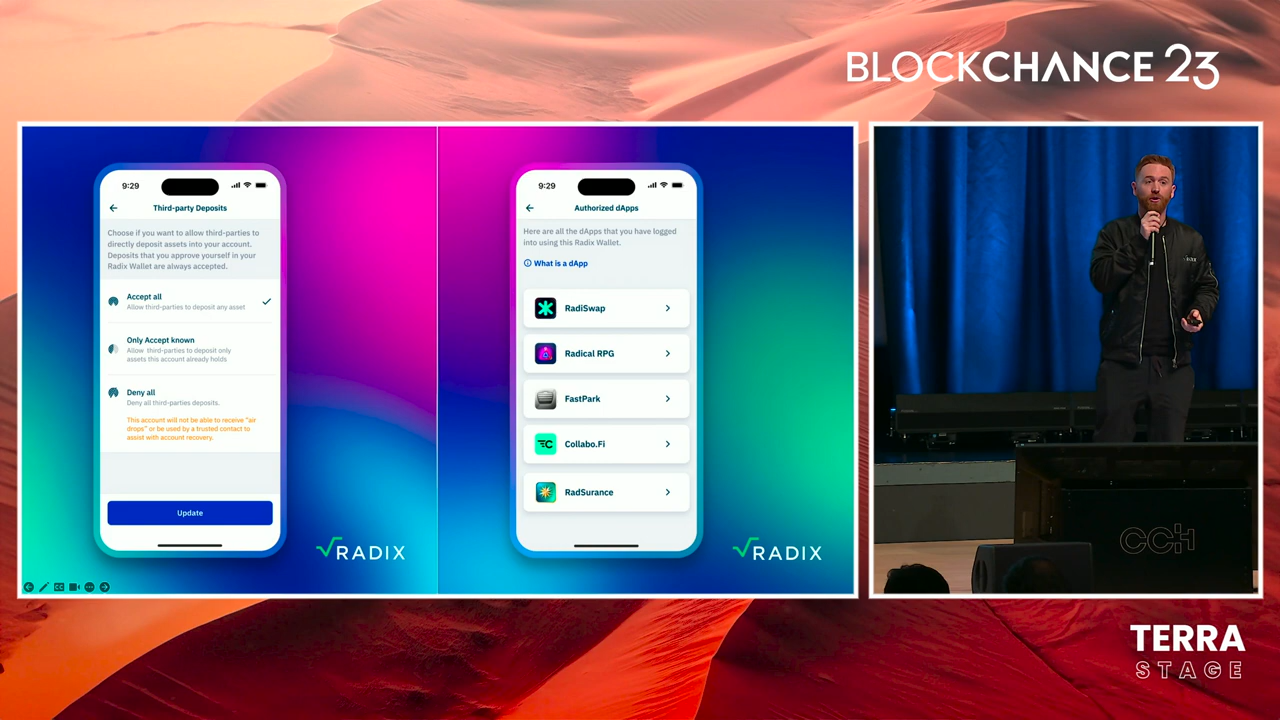 BLOCKCHANCE 23
9:29
Third-party Deposits
Choose if you want to allow third-parties to
directly deposit assets into your account.
Deposits that you approve yourself in your
Radix Wallet are always accepted.
Accept all
Allow third-parties to deposit any asset
Only Accept known
Allow third-parties to deposit only
assets this account already holds
Deny all
Deny all third-parties deposits.
This account will not be able to receive "air
drops" or be used by a trusted contact to
assist with account recovery.
Update
RADIX
9:29
Authorized dApps
Here are all the dApps that you have logged
into using this Radix Wallet.
What is a dApp
RadiSwap
Radical RPG
FastPark
Collabo.Fi
RadSurance
RADIX
RADIX
CCH
TERRA
STAGE